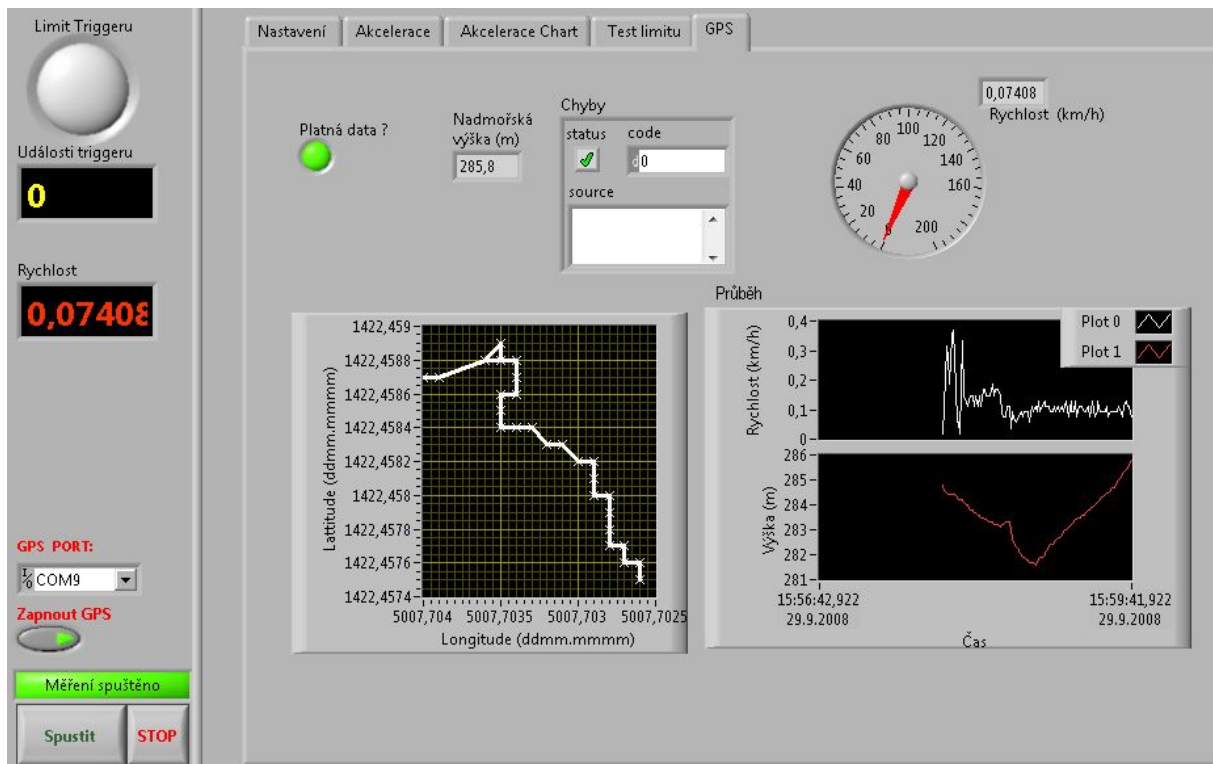 Limit Triggeru
Události triggeru
0
Rychlost
0,07408
GPS PORT:
COM9
Zapnout GPS
Měření spuštěno
Spustit
STOP
Nastavení
Akcelerace
Akcelerace Chart
Test limitu
GPS
Platná data ?
Nadmořská
výška (m)
285,8
Chyby
status
code
d0
source
0,07408
Rychlost (km/h)
0
20
40
60
80
100
120
140
160
200
Lattitude (ddmm.mmmm)
1422,459
1422,4588
1422,4586
1422,4584
1422,4582
1422,458
1422,4578
1422,4576
1422,4574
5007,704
5007,7035
5007,703
5007,7025
Longitude (ddmm.mmmm)
Průběh
Plot 0
Plot 1
Rychlost (km/h)
0,4
0,3
0,2
0,1
0
Výška (m)
286
285
284
283
282
281
15:56:42,922
29.9.2008
15:59:41,922
29.9.2008
Čas